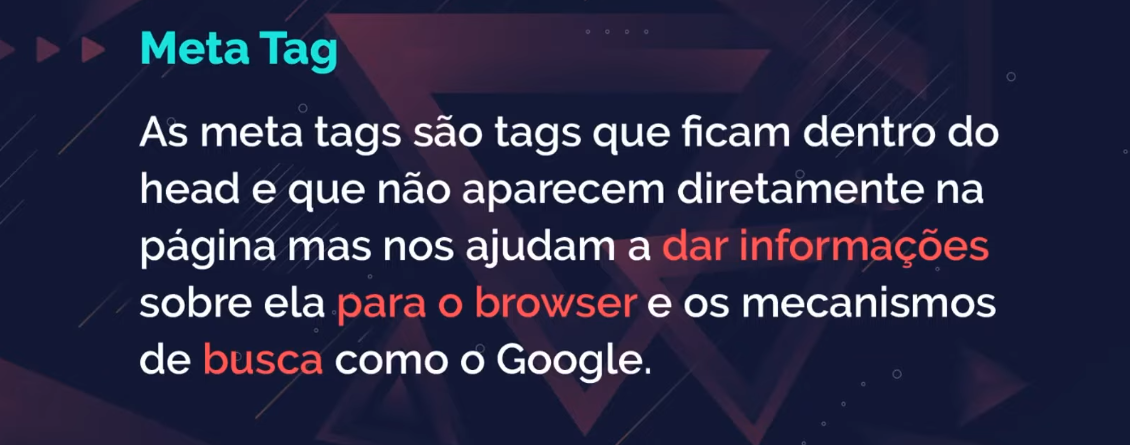 Meta Tag
As meta tags são tags que ficam dentro do
head e que não aparecem diretamente na
página mas nos ajudam a dar informações
sobre ela para o browser e os mecanismos
de busca como o Google.